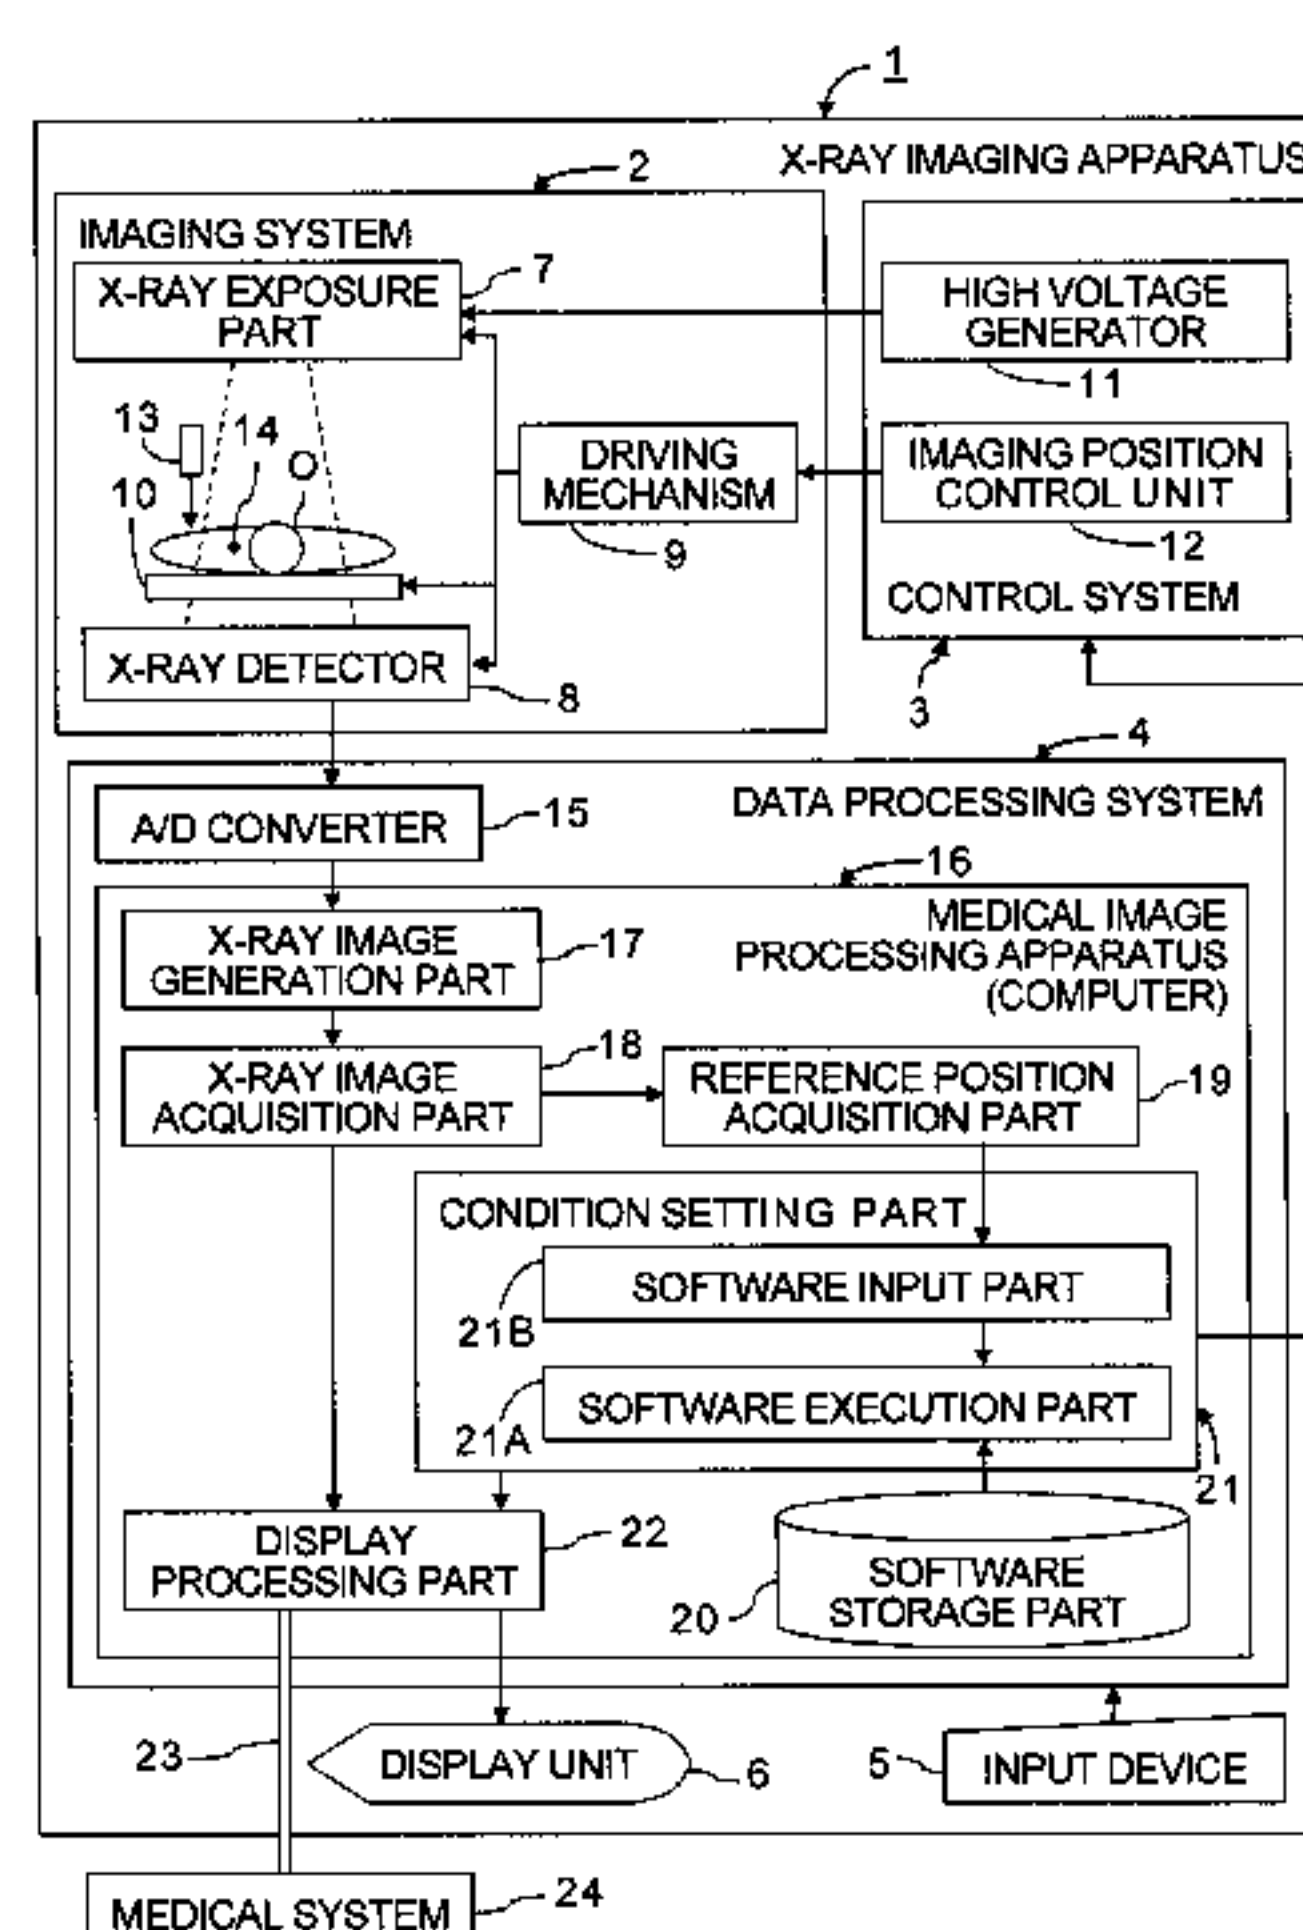 1
X-RAY IMAGING APPARATUS
2
IMAGING SYSTEM
X-RAY EXPOSURE
PART
7
HIGH VOLTAGE
GENERATOR
11
13
14
O
10
DRIVING
MECHANISM
9
IMAGING POSITION
CONTROL UNIT
12
CONTROL SYSTEM
3
X-RAY DETECTOR
8
4
DATA PROCESSING SYSTEM
A/D CONVERTER
15
16
MEDICAL IMAGE
PROCESSING APPARATUS
(COMPUTER)
X-RAY IMAGE
GENERATION PART
17
X-RAY IMAGE
ACQUISITION PART
18
REFERENCE POSITION
ACQUISITION PART
19
CONDITION SETTING PART
SOFTWARE INPUT PART
21B
SOFTWARE EXECUTION PART
21A
21
DISPLAY
PROCESSING PART
22
SOFTWARE
STORAGE PART
20
23
DISPLAY UNIT
6
5
INPUT DEVICE
MEDICAL SYSTEM
24